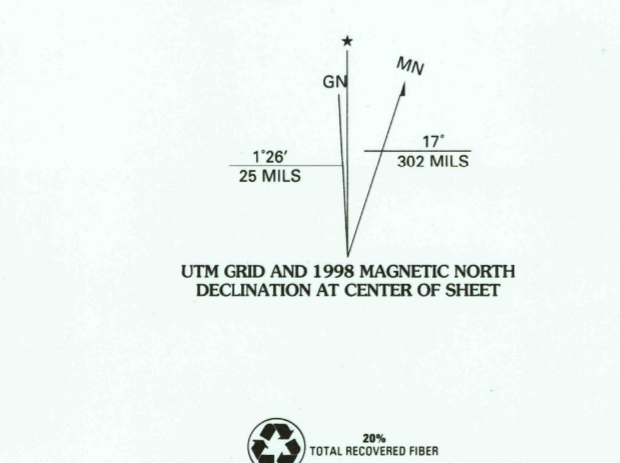 ★
GN
MN
1°26′
25 MILS
17°
302 MILS
UTM GRID AND 1998 MAGNETIC NORTH
DECLINATION AT CENTER OF SHEET
20%
TOTAL RECOVERED FIBER